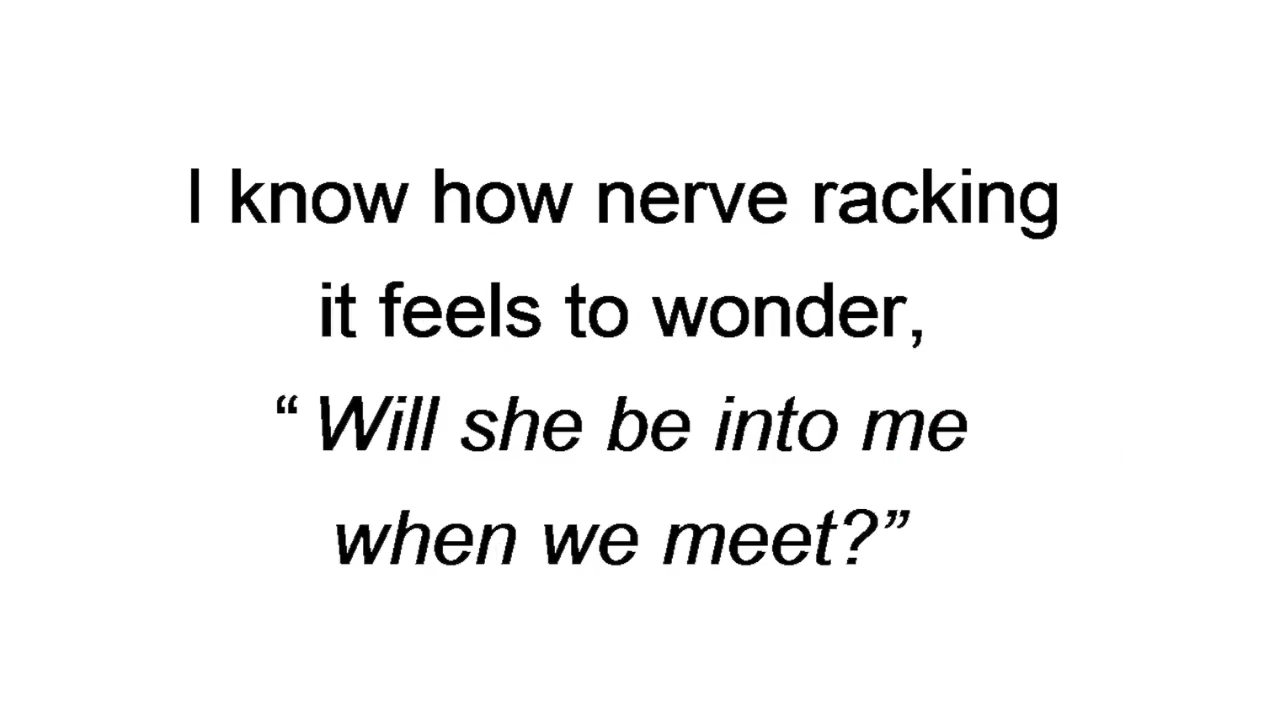 I know how nerve racking
it feels to wonder,
“ Will she be into me
when we meet?”